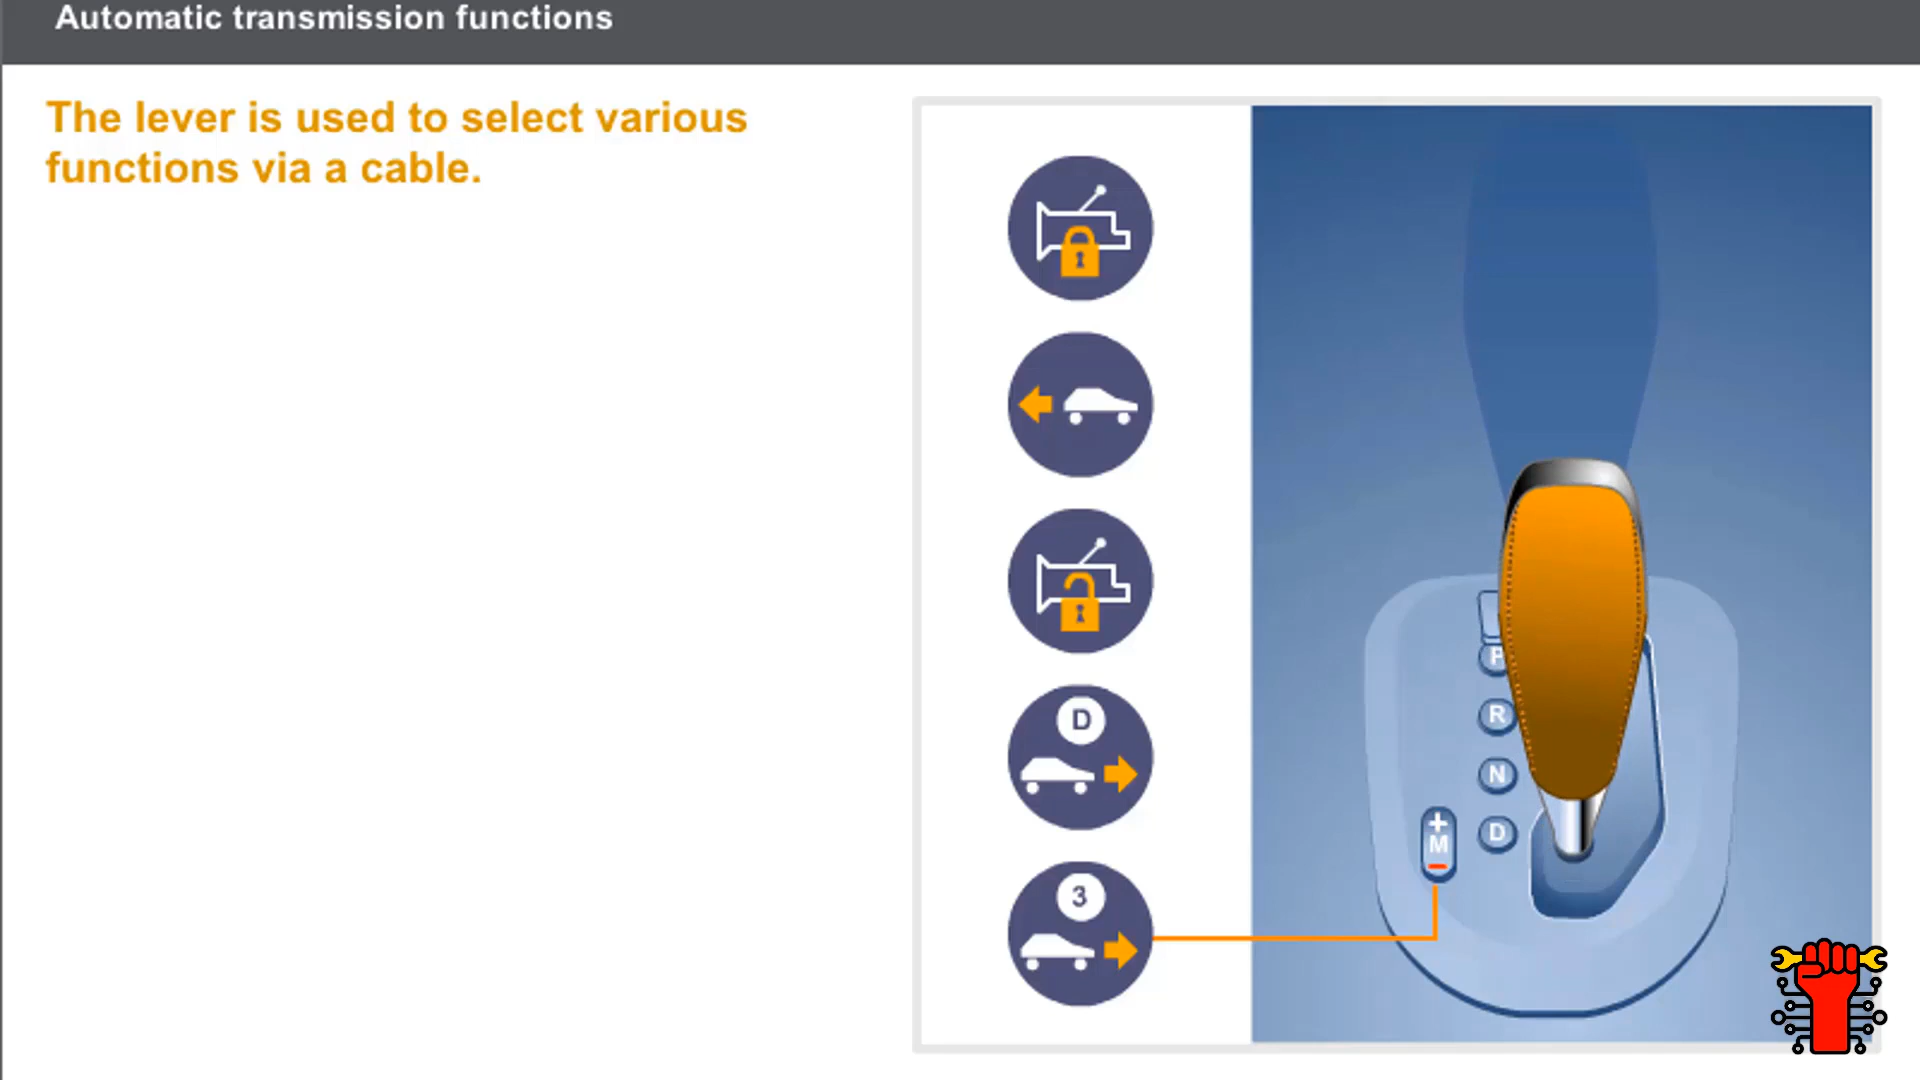 Automatic transmission functions
The lever is used to select various
functions via a cable.
D
3
P
R
N
D
+
M
-